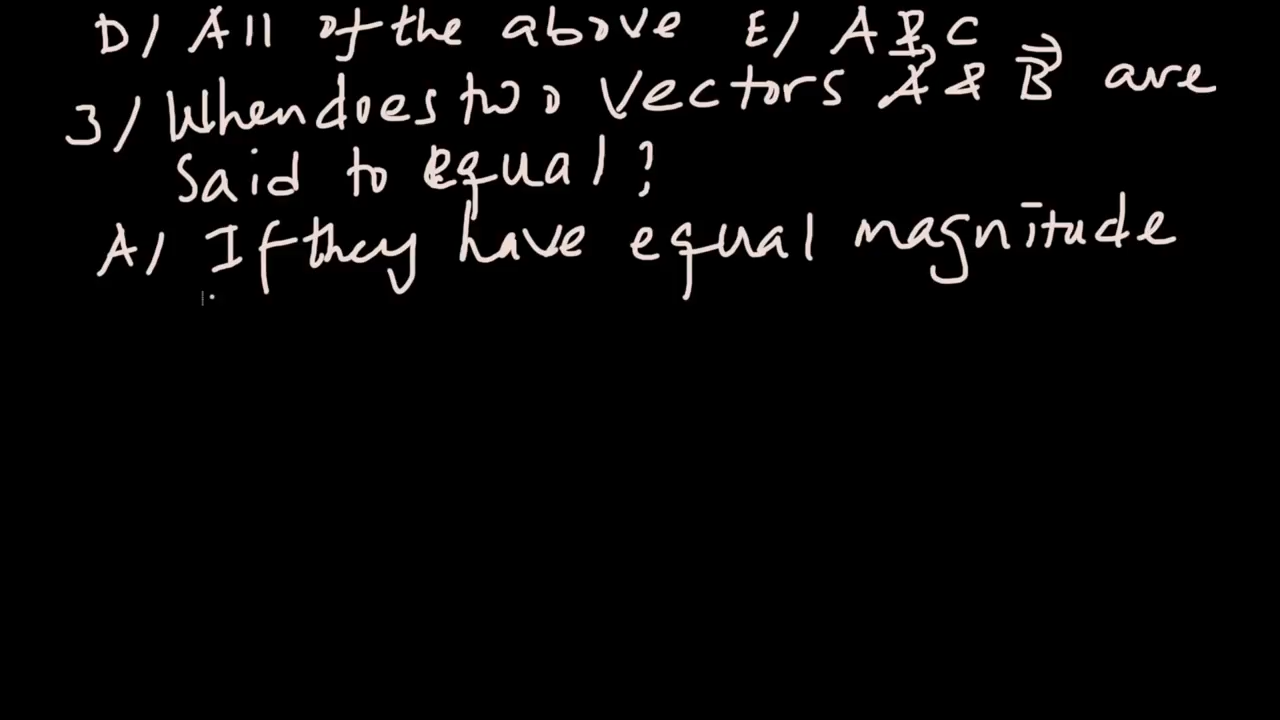 D/ All of the above E/ A & C
3/ When does two vectors A⃗ & B⃗ are
said to equal?
A/ If they have equal magnitude